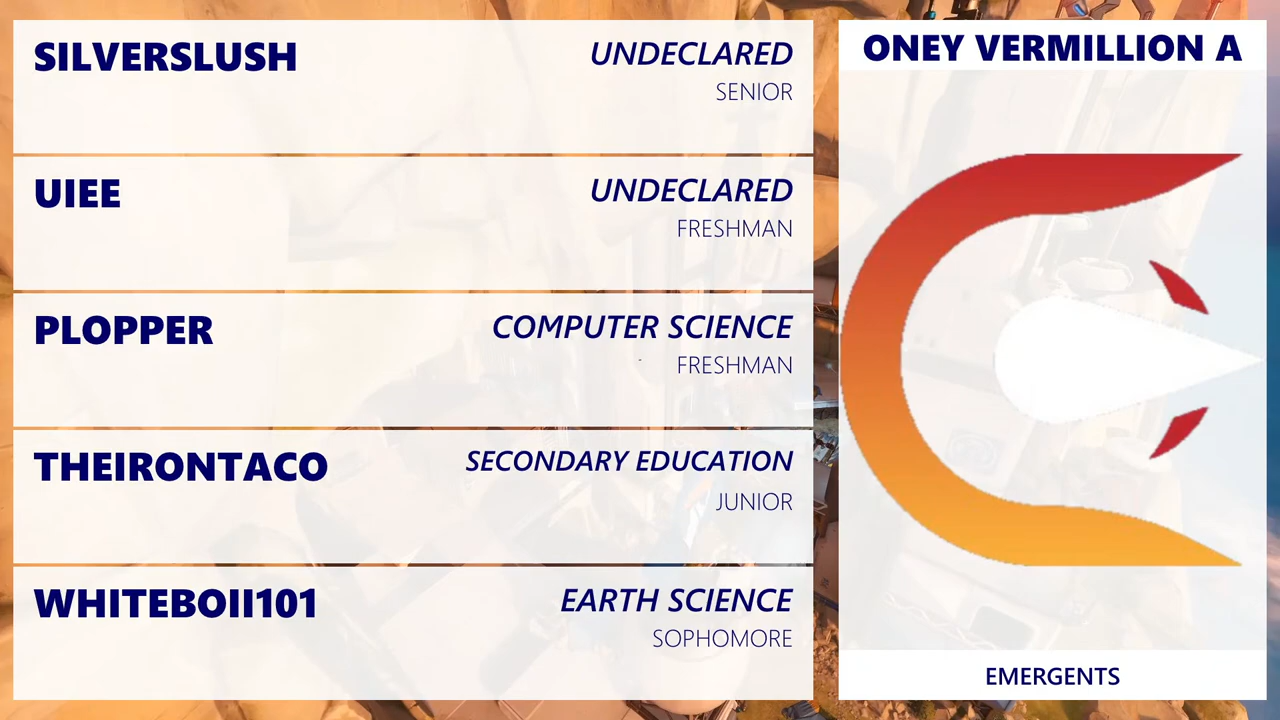 SILVERSLUSH
UNDECLARED
SENIOR
UIEE
UNDECLARED
FRESHMAN
PLOPPER
COMPUTER SCIENCE
FRESHMAN
THEIRONTACO
SECONDARY EDUCATION
JUNIOR
WHITEBOII101
EARTH SCIENCE
SOPHOMORE
ONEY VERMILLION A
EMERGENTS